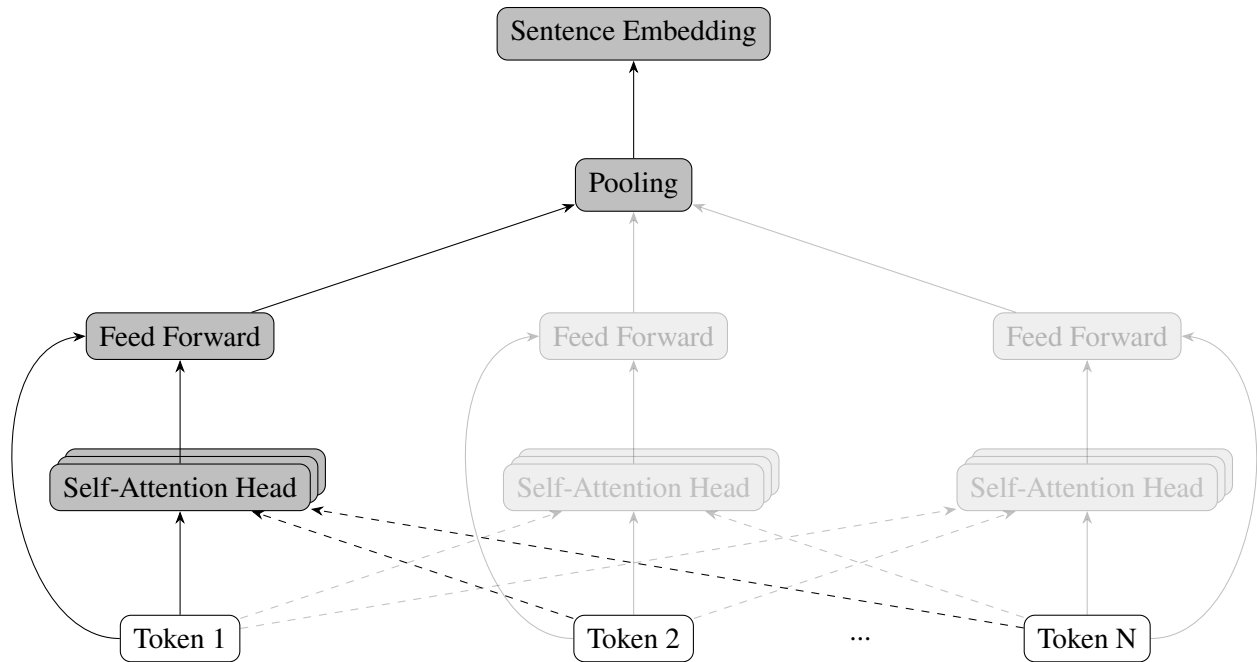 Sentence Embedding
Pooling
Feed Forward
Feed Forward
Feed Forward
Self-Attention Head
Self-Attention Head
Self-Attention Head
Token 1
Token 2
...
Token N